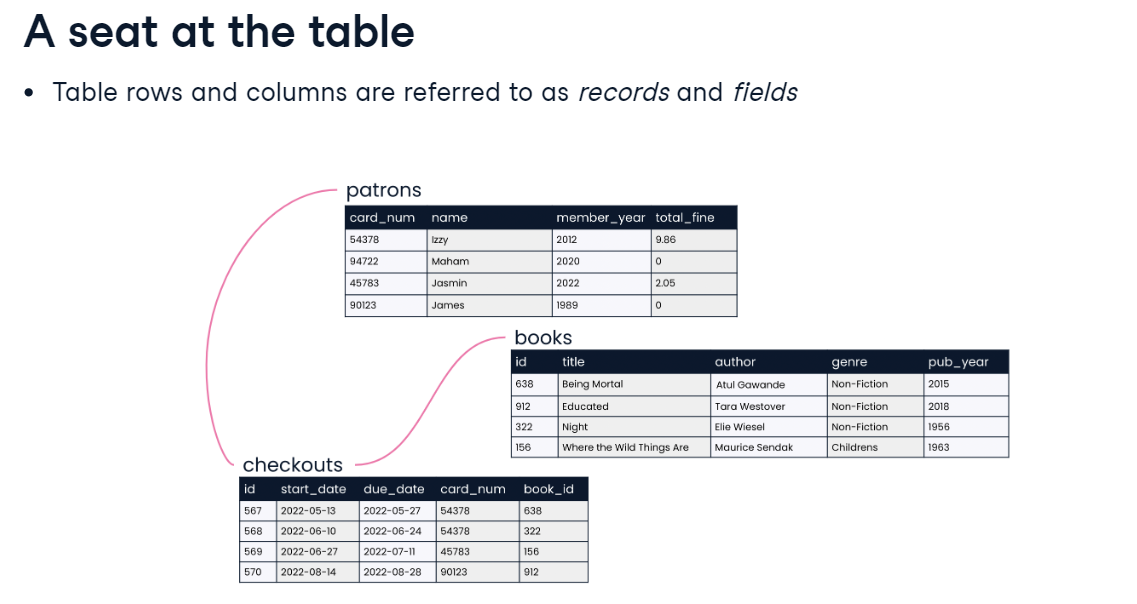 A seat at the table
• Table rows and columns are referred to as records and fields
patrons
card_num name member_year total_fine
54378 Izzy 2012 9.86
94722 Maham 2020 0
45783 Jasmin 2022 2.05
90123 James 1989 0
books
id title author genre pub_year
638 Being Mortal Atul Gawande Non-Fiction 2015
912 Educated Tara Westover Non-Fiction 2018
322 Night Elie Wiesel Non-Fiction 1956
156 Where the Wild Things Are Maurice Sendak Childrens 1963
checkouts
id start_date due_date card_num book_id
567 2022-05-13 2022-05-27 54378 638
568 2022-06-10 2022-06-24 54378 322
569 2022-06-27 2022-07-11 45783 156
570 2022-08-14 2022-08-28 90123 912